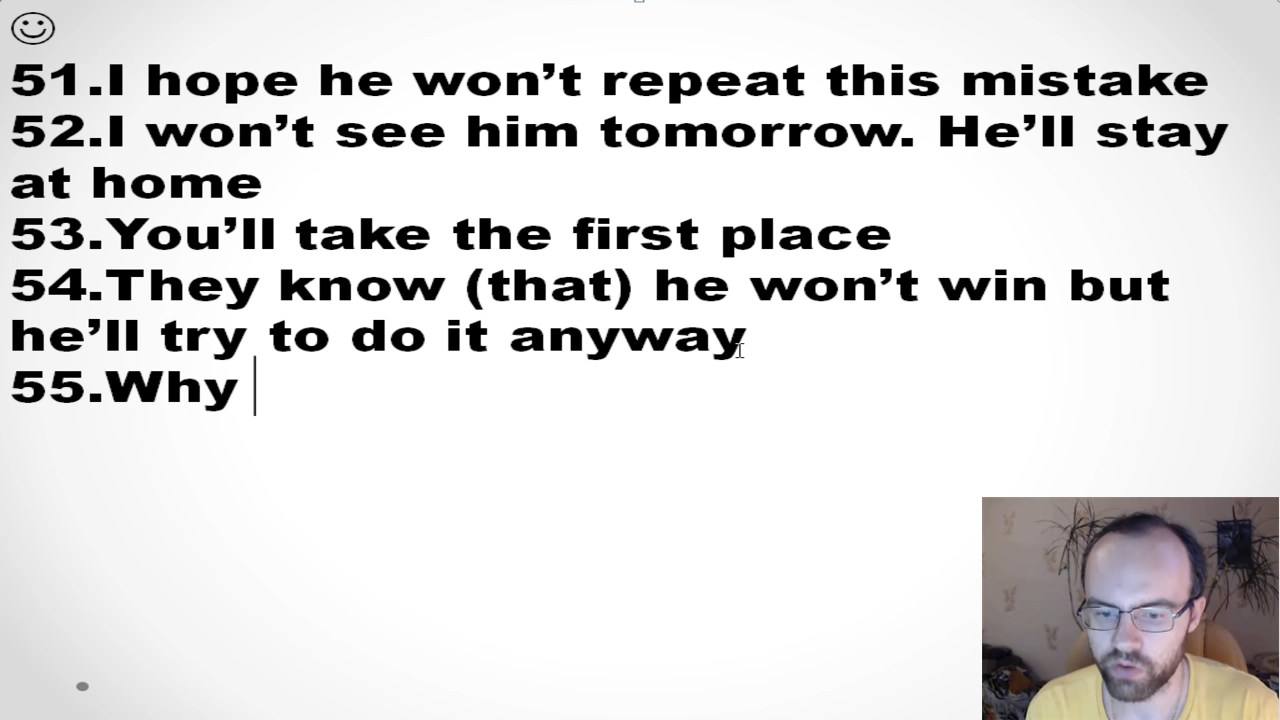 51.I hope he won’t repeat this mistake
52.I won’t see him tomorrow. He’ll stay
at home
53.You’ll take the first place
54.They know (that) he won’t win but
he’ll try to do it anyway
55.Why